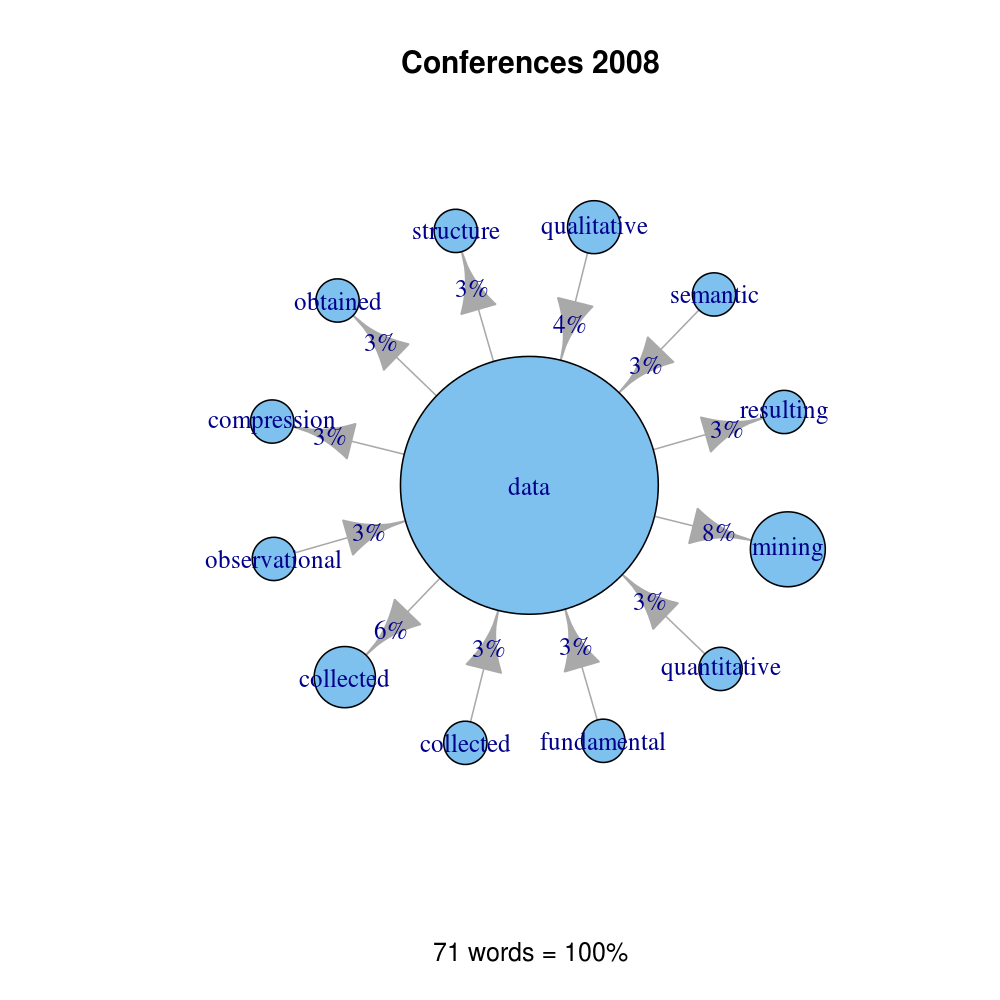 Conferences 2008
structure
qualitative
obtained
3%
4%
semantic
3%
3%
compression
3%
resulting
3%
data
observational
3%
8%
mining
collected
6%
3%
3%
3%
quantitative
collected
fundamental
71 words = 100%